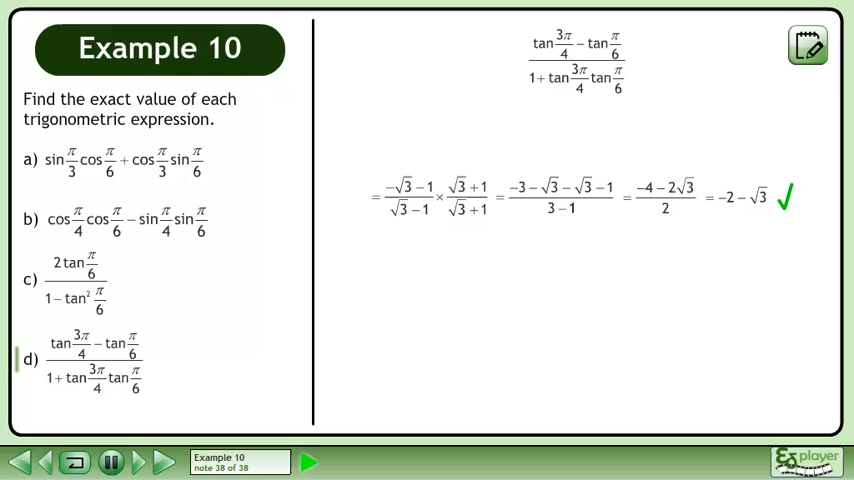 Example 10
Find the exact value of each
trigonometric expression.
a) sin π/3 cos π/6 + cos π/3 sin π/6
b) cos π/4 cos π/6 − sin π/4 sin π/6
c) (2 tan π/6) / (1 − tan² π/6)
d) (tan 3π/4 − tan π/6) / (1 + tan 3π/4 tan π/6)
(tan 3π/4 − tan π/6) / (1 + tan 3π/4 tan π/6)
= (−√3 − 1)/(√3 − 1) × (√3 + 1)/(√3 + 1) = (−3 − √3 − √3 − 1)/(3 − 1) = (−4 − 2√3)/2 = −2 − √3 ✓
Example 10
note 38 of 38
Ez player